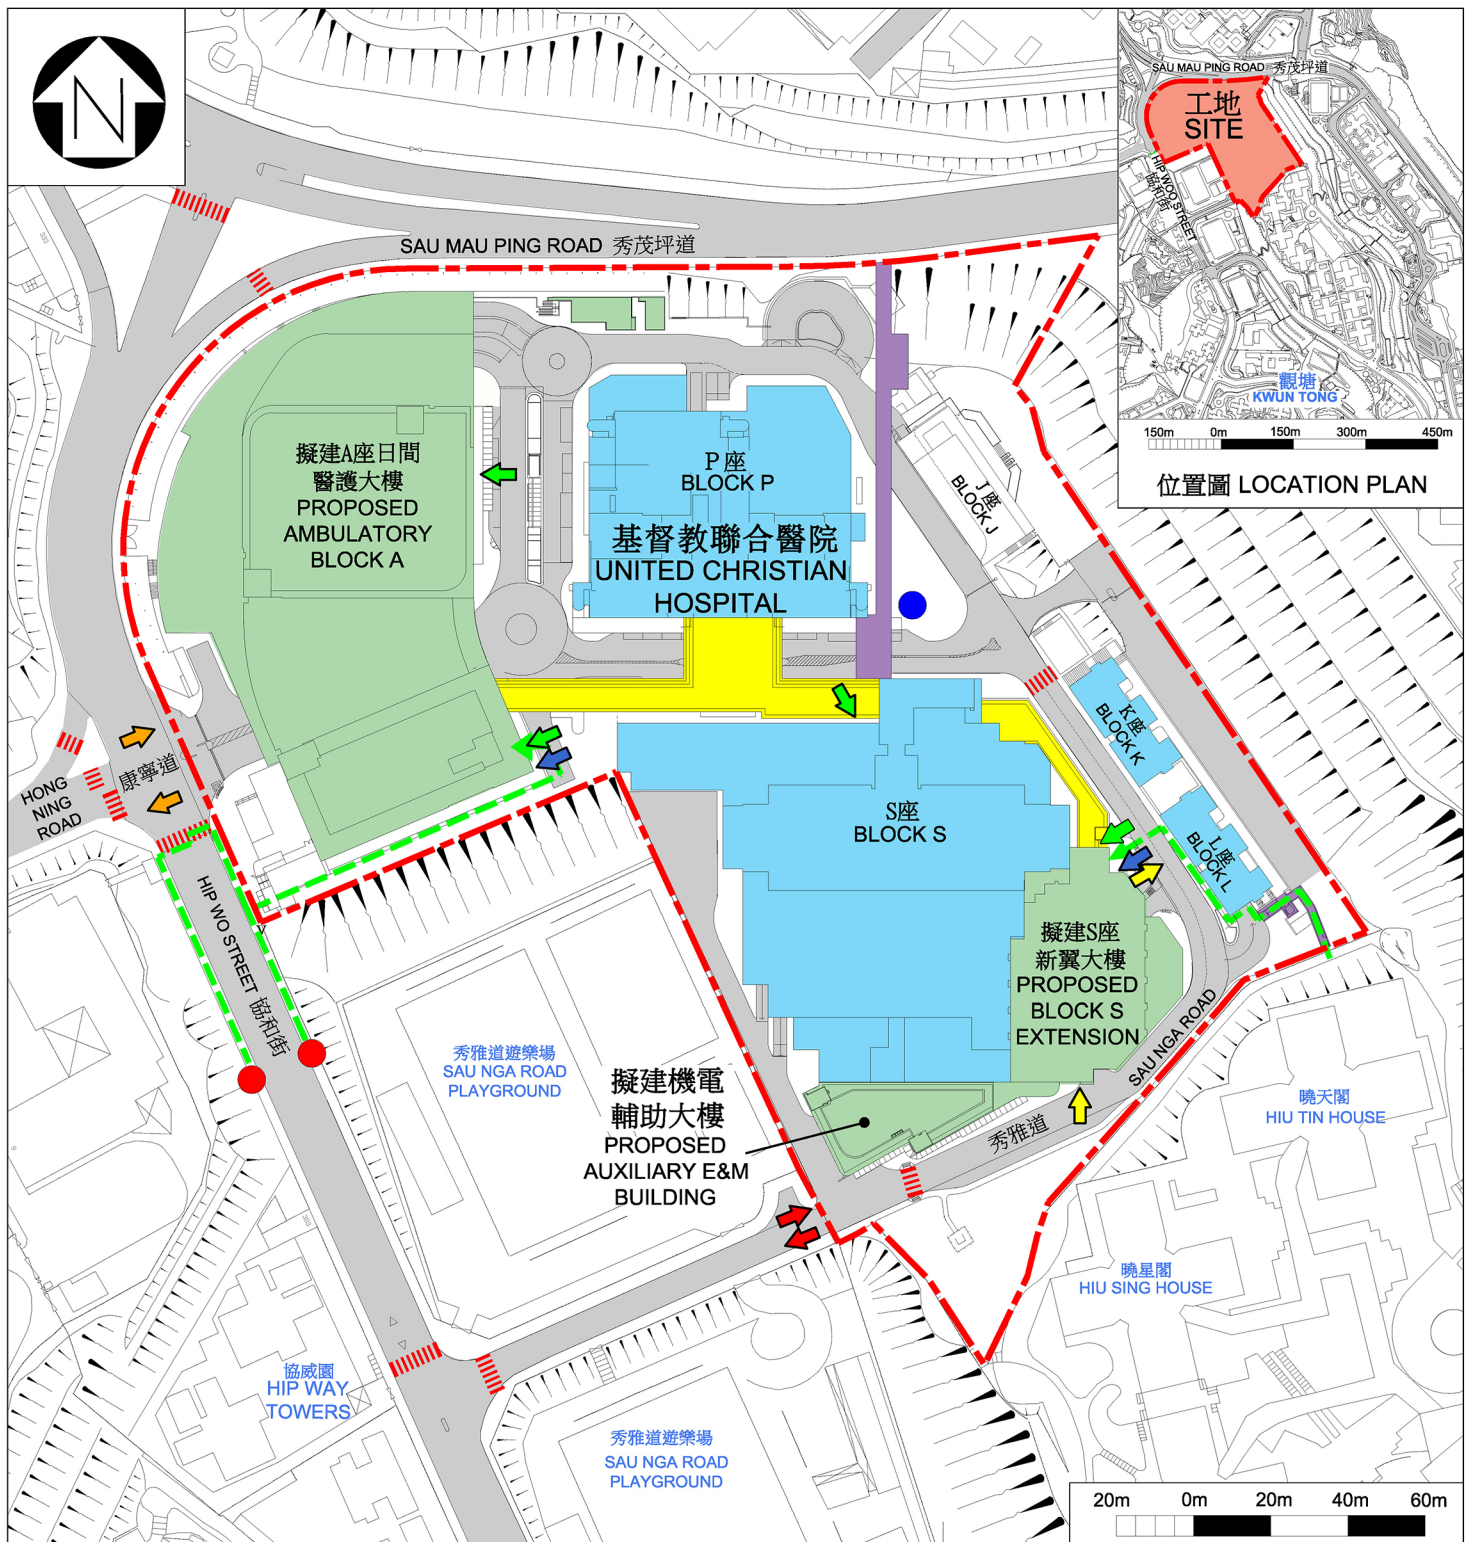 N
SAU MAU PING ROAD 秀茂坪道
工地
SITE
HIP WOO STREET
協和街
觀塘
KWUN TONG
150m 0m 150m 300m 450m
位置圖 LOCATION PLAN
SAU MAU PING ROAD 秀茂坪道
擬建A座日間
醫護大樓
PROPOSED
AMBULATORY
BLOCK A
P座
BLOCK P
基督教聯合醫院
UNITED CHRISTIAN
HOSPITAL
J座
BLOCK J
K座
BLOCK K
L座
BLOCK L
S座
BLOCK S
康寧道
HONG
NING
ROAD
HIP WO STREET 協和街
擬建S座
新翼大樓
PROPOSED
BLOCK S
EXTENSION
SAU NGA ROAD
秀雅道
秀雅道遊樂場
SAU NGA ROAD
PLAYGROUND
擬建機電
輔助大樓
PROPOSED
AUXILIARY E&M
BUILDING
曉天閣
HIU TIN HOUSE
曉星閣
HIU SING HOUSE
協威園
HIP WAY
TOWERS
秀雅道遊樂場
SAU NGA ROAD
PLAYGROUND
20m 0m 20m 40m 60m